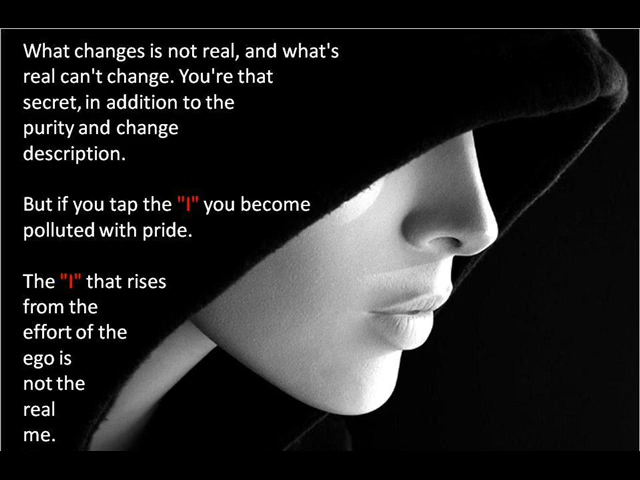 What changes is not real, and what's
real can't change. You're that
secret, in addition to the
purity and change
description.
But if you tap the "I" you become
polluted with pride.
The "I" that rises
from the
effort of the
ego is
not the
real
me.